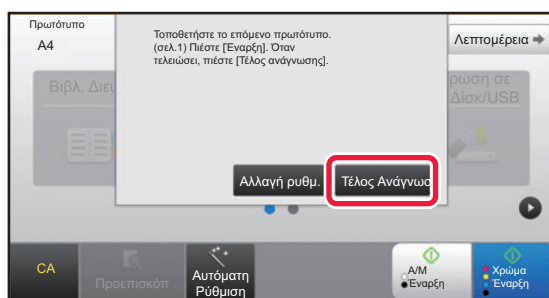 Πρωτότυπο
A4
Τοποθετήστε το επόμενο πρωτότυπο.
(σελ.1) Πιέστε [Έναρξη]. Όταν
τελειώσει, πιέστε [Τέλος ανάγνωσης].
Λεπτομέρεια
Βιβλ. Διευ
ρωση σε
Δίσκ/USB
Αλλαγή ρυθμ.
Τέλος Ανάγνωσ
CA
Προεπισκόπ
Αυτόματη
Ρύθμιση
Α/Μ
Έναρξη
Χρώμα
Έναρξη